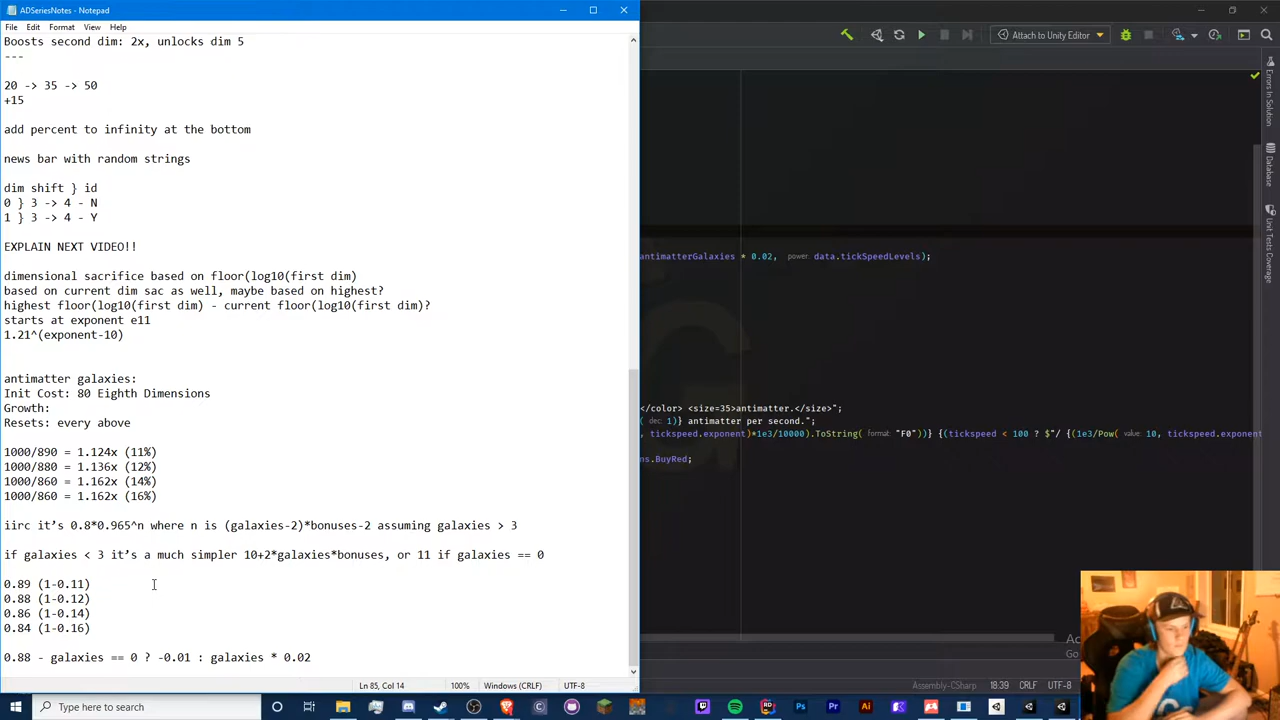 ADSeriesNotes - Notepad
File Edit Format View Help
Boosts second dim: 2x, unlocks dim 5
---
20 -> 35 -> 50
+15
add percent to infinity at the bottom
news bar with random strings
dim shift } id
0 } 3 -> 4 - N
1 } 3 -> 4 - Y
EXPLAIN NEXT VIDEO!!
dimensional sacrifice based on floor(log10(first dim)
based on current dim sac as well, maybe based on highest?
highest floor(log10(first dim) - current floor(log10(first dim)?
starts at exponent e11
1.21^(exponent-10)
antimatter galaxies:
Init Cost: 80 Eighth Dimensions
Growth:
Resets: every above
1000/890 = 1.124x (11%)
1000/880 = 1.136x (12%)
1000/860 = 1.162x (14%)
1000/860 = 1.162x (16%)
iirc it's 0.8*0.965^n where n is (galaxies-2)*bonuses-2 assuming galaxies > 3
if galaxies < 3 it's a much simpler 10+2*galaxies*bonuses, or 11 if galaxies == 0
0.89 (1-0.11)
0.88 (1-0.12)
0.86 (1-0.14)
0.84 (1-0.16)
0.88 - galaxies == 0 ? -0.01 : galaxies * 0.02
Ln 85, Col 14 100% Windows (CRLF) UTF-8
Attach to Unity Editor
Errors In Solution
Database
Unit Tests Coverage
antimatterGalaxies * 0.02, power: data.tickSpeedLevels);
</color> <size=35>antimatter.</size>";
( dec: 1)} antimatter per second.";
, tickspeed.exponent)*1e3/10000).ToString( format: "F0"))} {(tickspeed < 100 ? $"/ {(1e3/Pow( value: 10, tickspeed.exponent
ns.BuyRed;
Assembly-CSharp 18:39 CRLF UTF-8
Type here to search